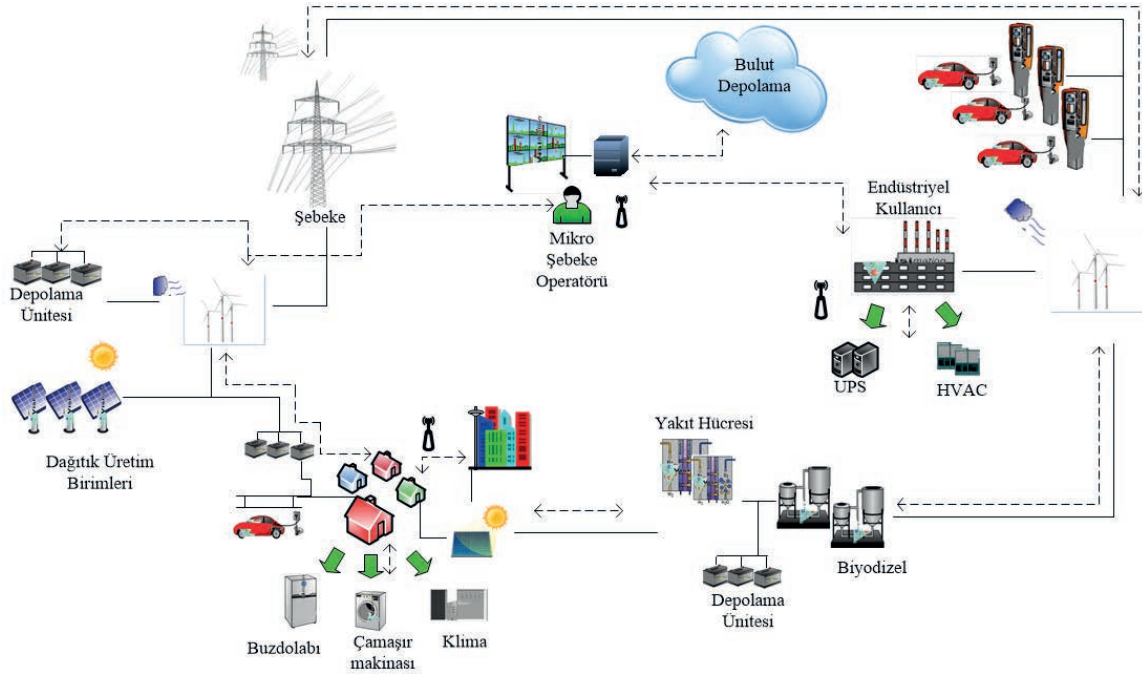 Bulut
Depolama
Şebeke
Mikro
Şebeke
Operatörü
Endüstriyel
Kullanıcı
Depolama
Ünitesi
UPS
HVAC
Dağıtık Üretim
Birimleri
Yakıt Hücresi
Biyodizel
Depolama
Ünitesi
Buzdolabı
Çamaşır
makinası
Klima